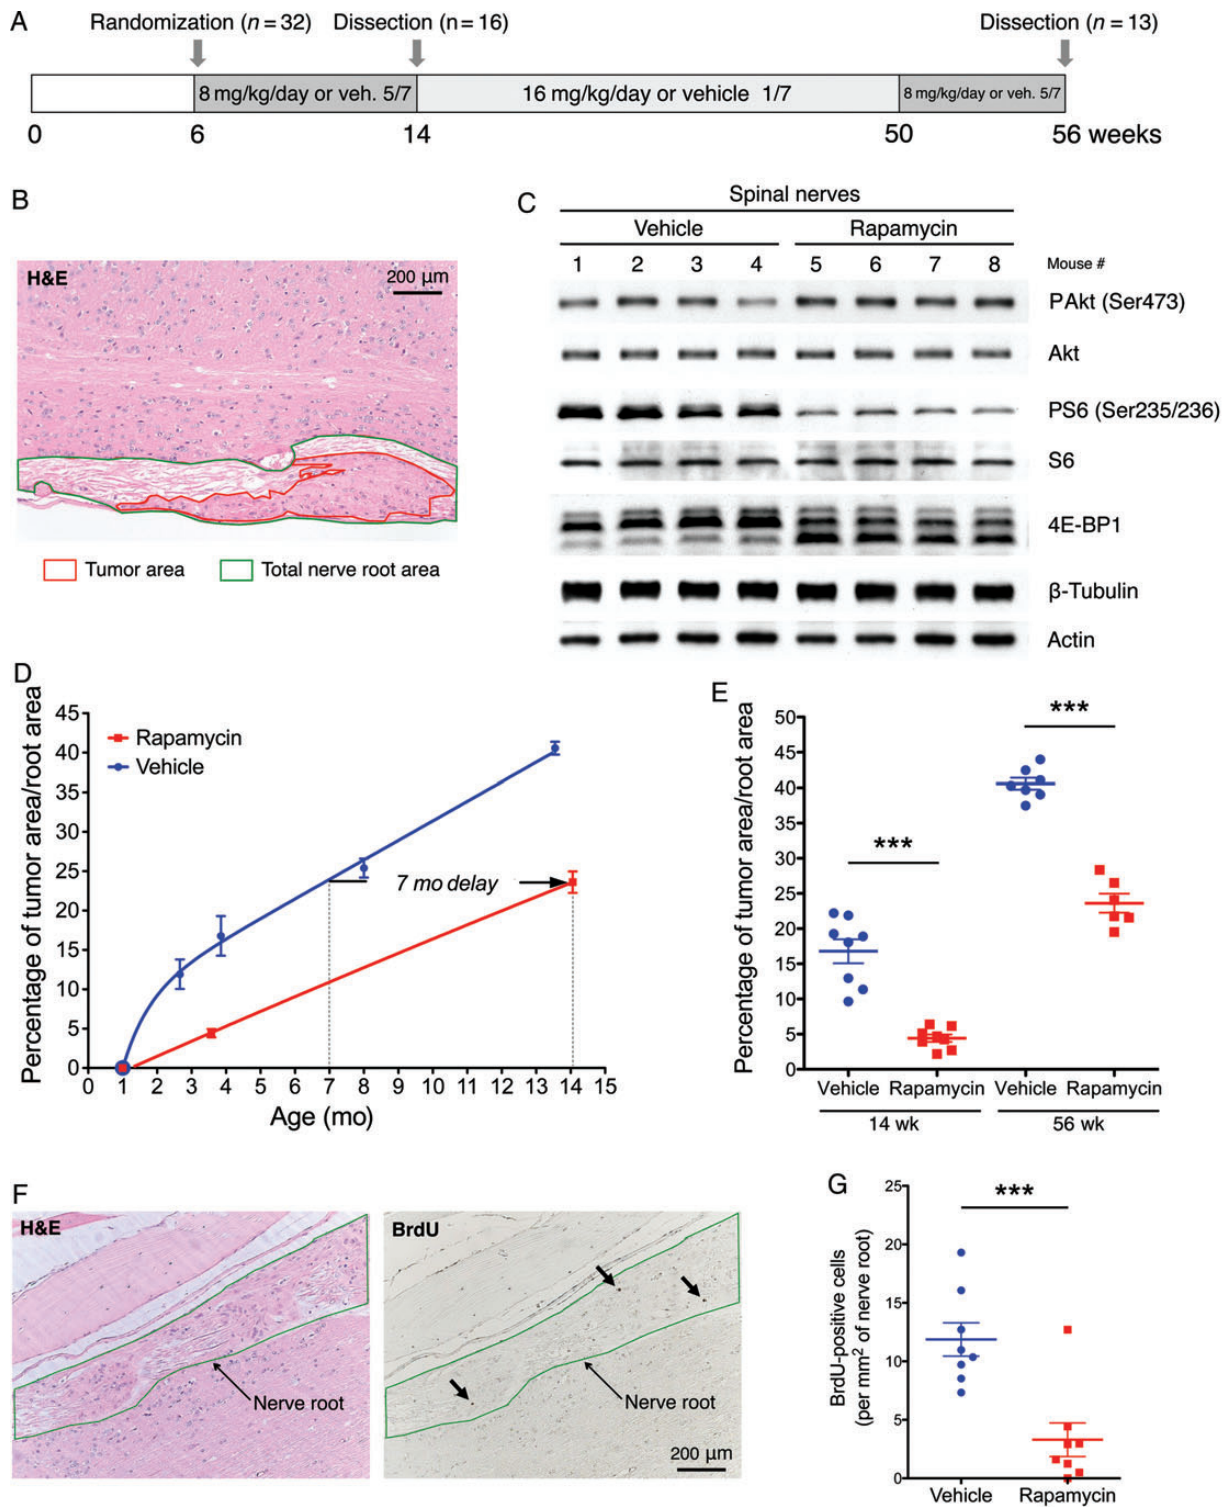 A
Randomization (n = 32)
Dissection (n = 16)
Dissection (n = 13)
8 mg/kg/day or veh. 5/7
16 mg/kg/day or vehicle 1/7
8 mg/kg/day or veh. 5/7
0
6
14
50
56 weeks
B
H&E
200 µm
Tumor area
Total nerve root area
C
Spinal nerves
Vehicle
Rapamycin
1 2 3 4 5 6 7 8
Mouse #
PAkt (Ser473)
Akt
PS6 (Ser235/236)
S6
4E-BP1
β-Tubulin
Actin
D
Percentage of tumor area/root area
45
40
35
30
25
20
15
10
5
0
Rapamycin
Vehicle
7 mo delay
0 1 2 3 4 5 6 7 8 9 10 11 12 13 14 15
Age (mo)
E
Percentage of tumor area/root area
50
45
40
35
30
25
20
15
10
5
0
***
***
Vehicle Rapamycin Vehicle Rapamycin
14 wk
56 wk
F
H&E
Nerve root
BrdU
Nerve root
200 µm
G
BrdU-positive cells
(per mm² of nerve root)
25
20
15
10
5
0
***
Vehicle
Rapamycin